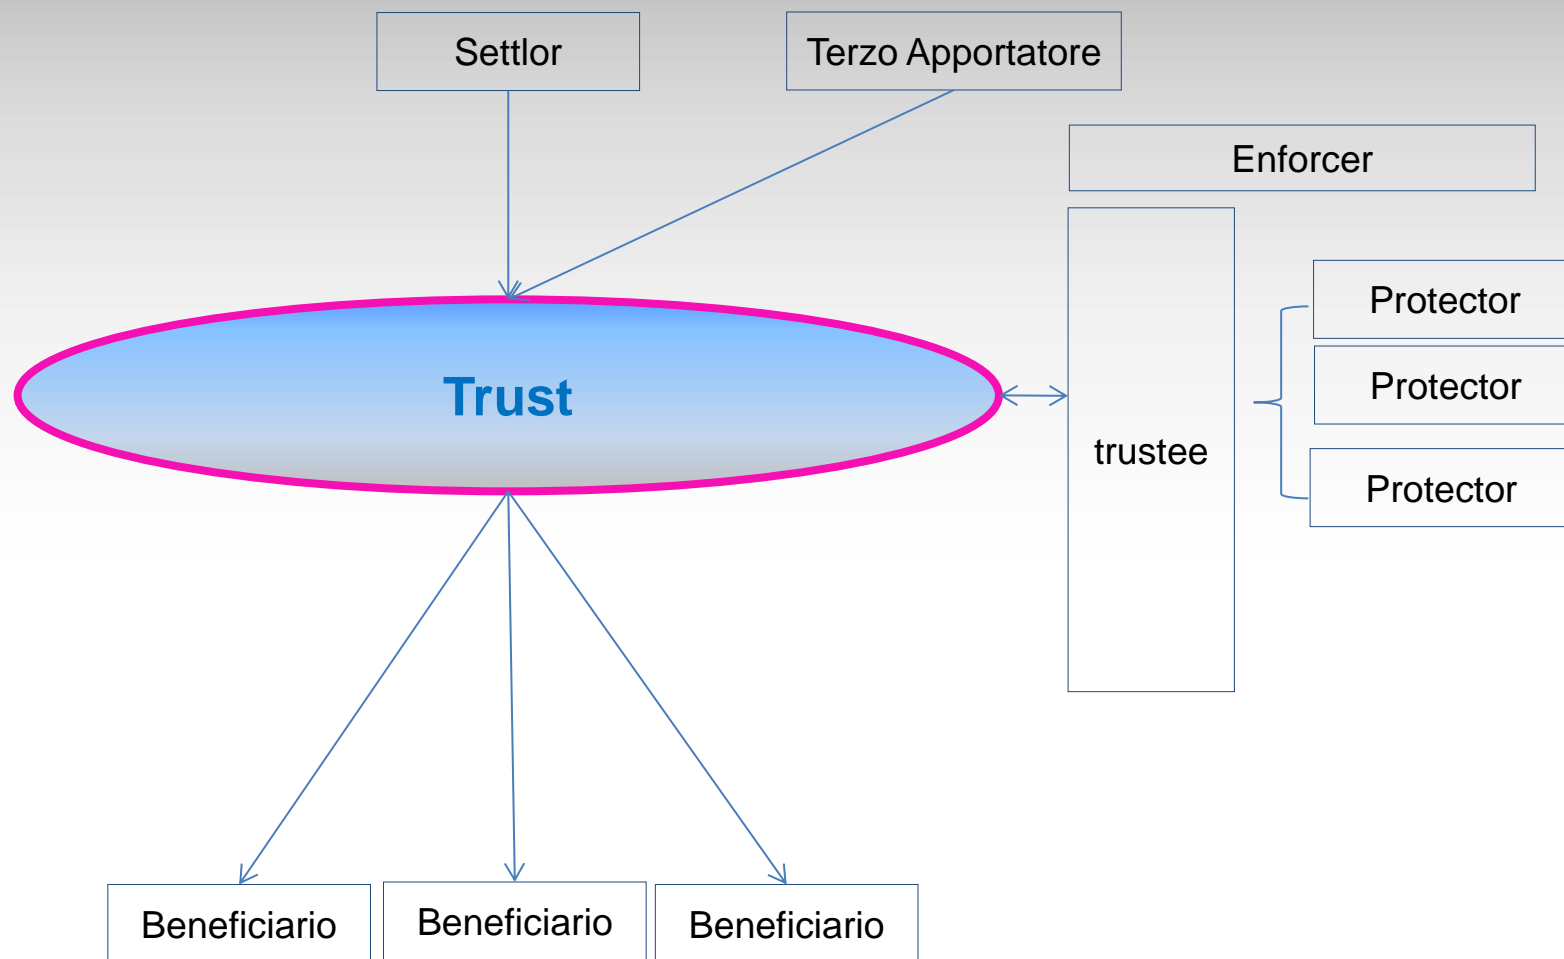 Settlor
Terzo Apportatore
Enforcer
Protector
Protector
Trust
trustee
Protector
Beneficiario
Beneficiario
Beneficiario